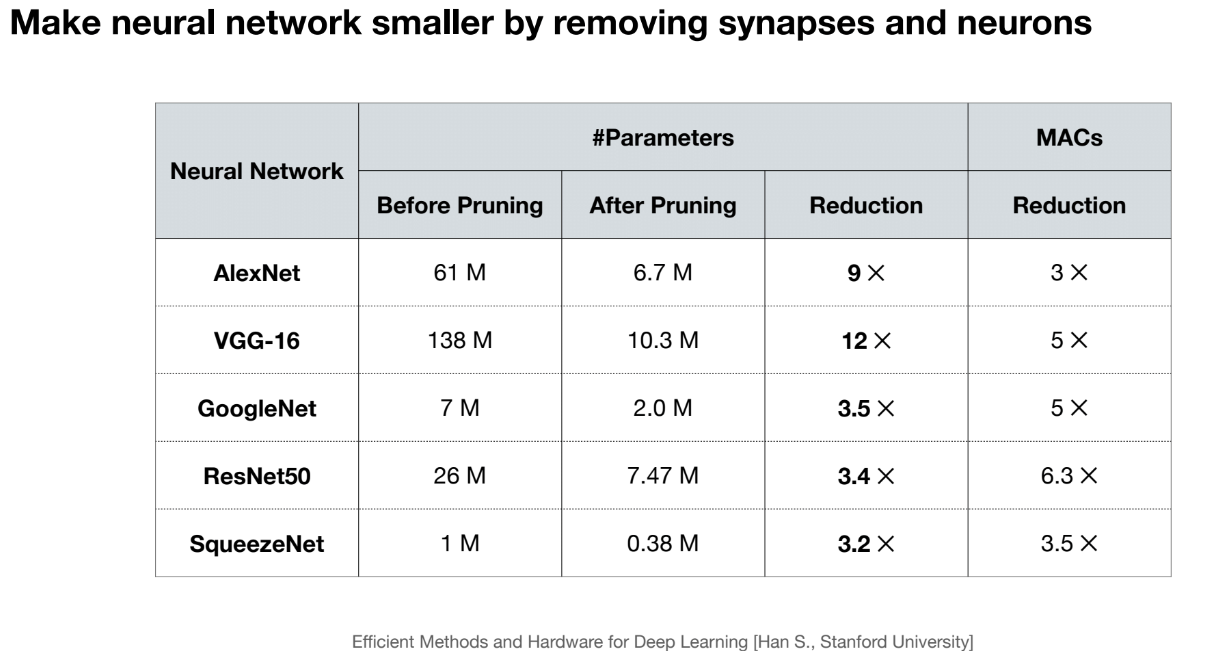 Make neural network smaller by removing synapses and neurons
Neural Network
#Parameters
MACs
Before Pruning
After Pruning
Reduction
Reduction
AlexNet
61 M
6.7 M
9 ×
3 ×
VGG-16
138 M
10.3 M
12 ×
5 ×
GoogleNet
7 M
2.0 M
3.5 ×
5 ×
ResNet50
26 M
7.47 M
3.4 ×
6.3 ×
SqueezeNet
1 M
0.38 M
3.2 ×
3.5 ×
Efficient Methods and Hardware for Deep Learning [Han S., Stanford University]